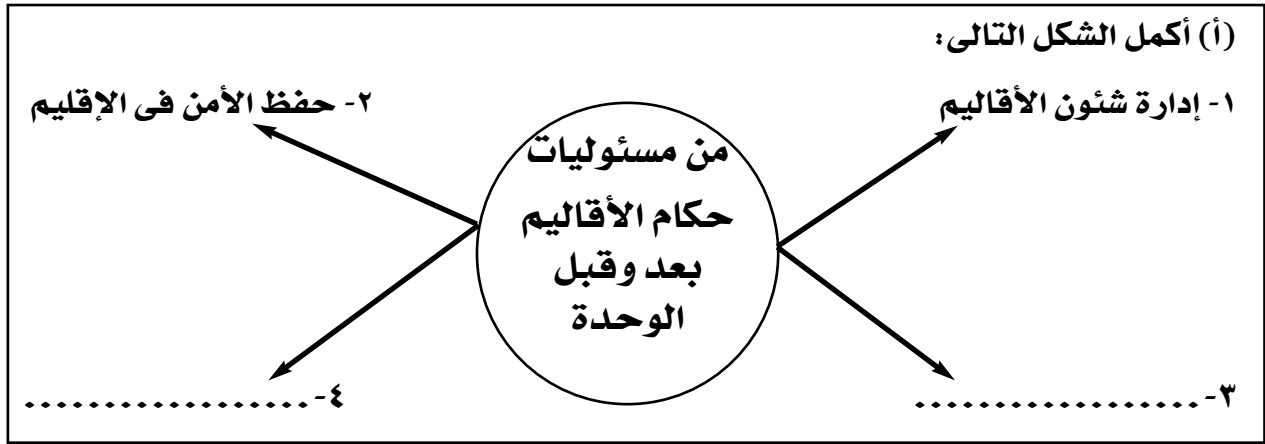 (أ) أكمل الشكل التالى:
١- إدارة شئون الأقاليم
٢- حفظ الأمن فى الإقليم
من مسئوليات
حكام الأقاليم
بعد وقبل
الوحدة
٣- ..................
٤- ..................